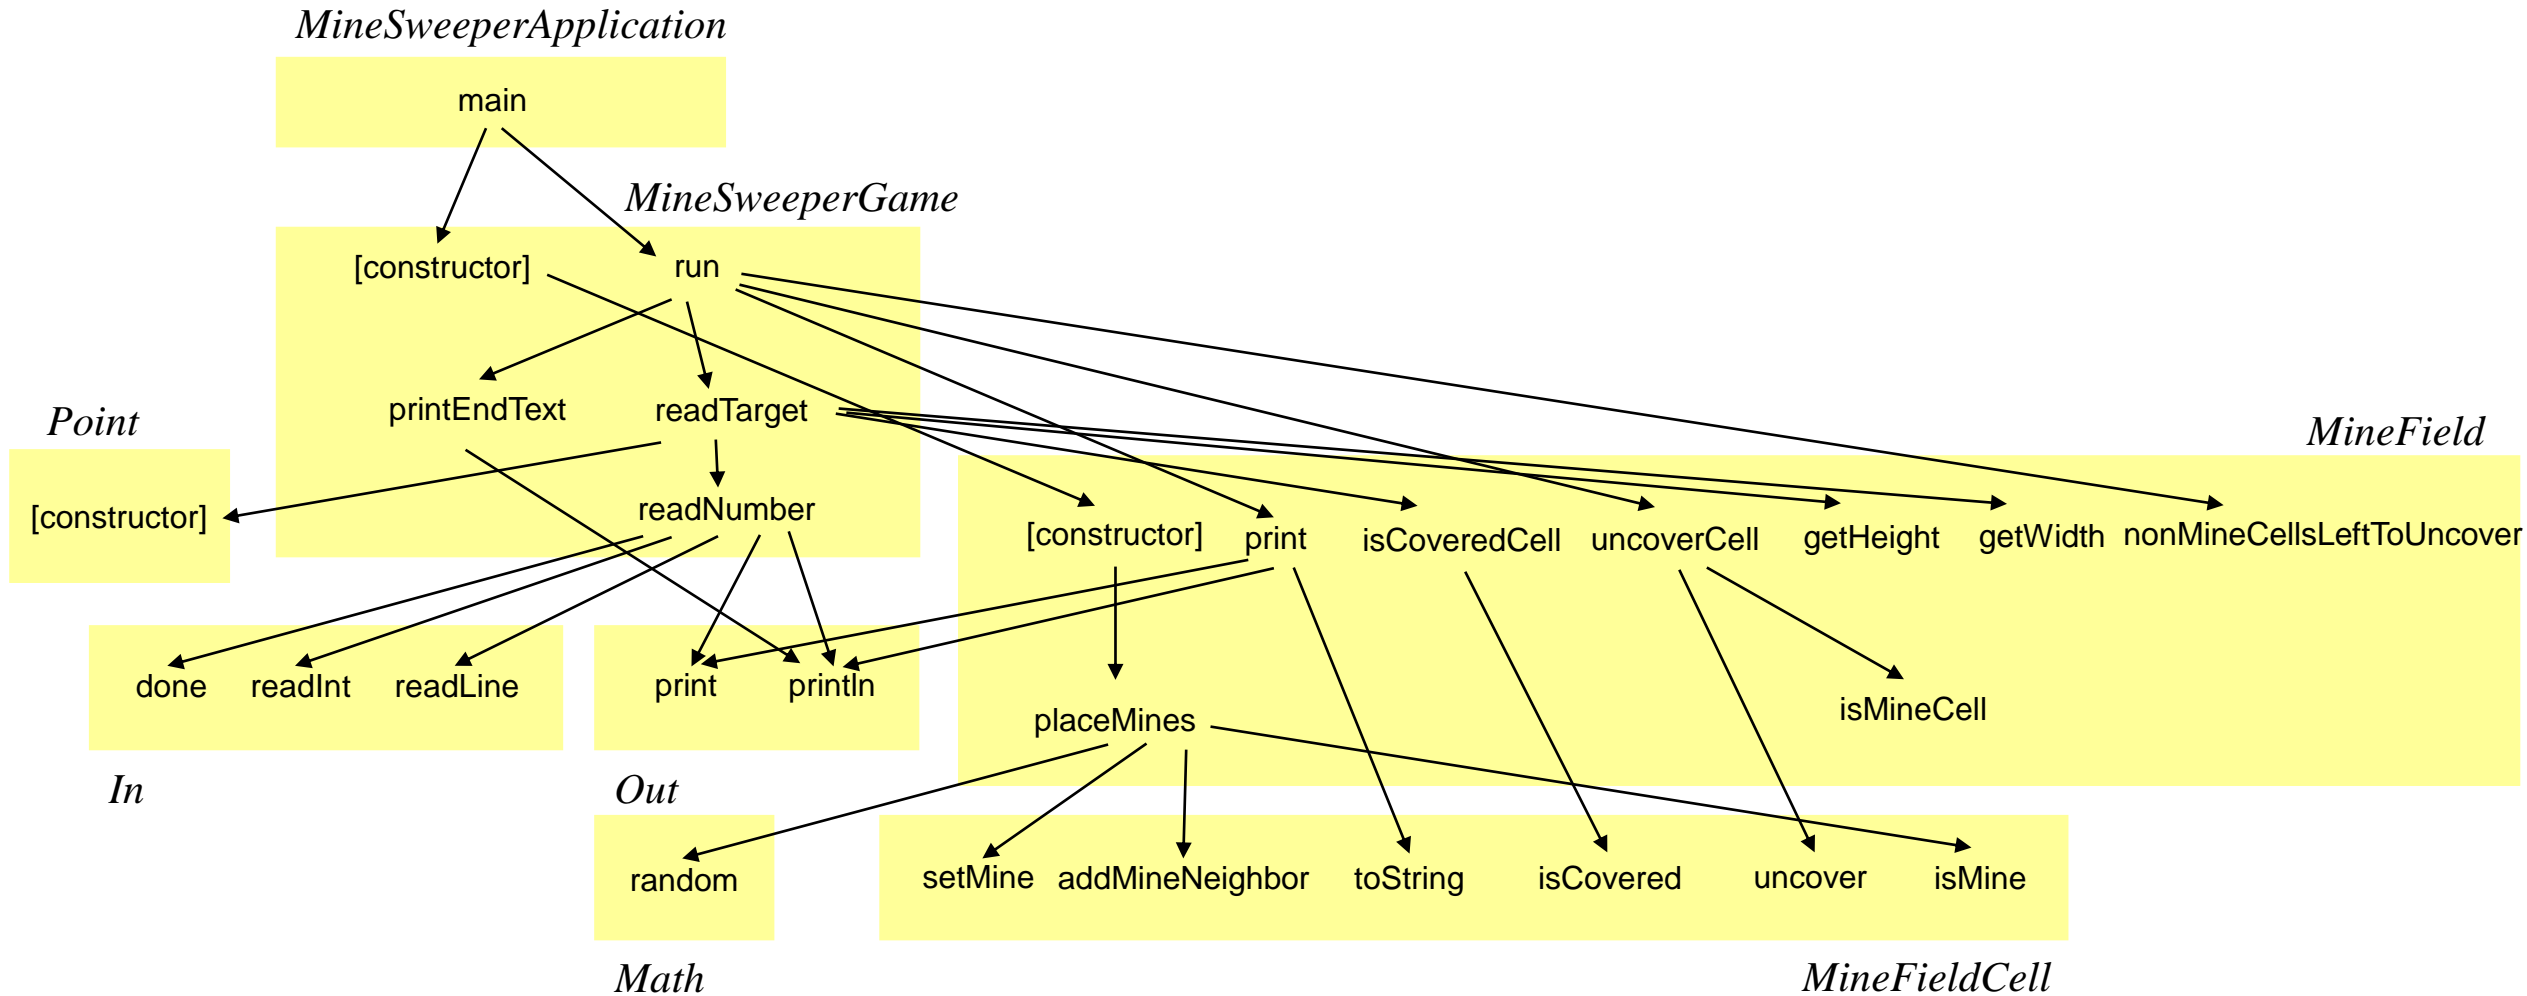 MineSweeperApplication
main
MineSweeperGame
[constructor] run
printEndText readTarget
Point
MineField
readNumber
[constructor]
[constructor] print isCoveredCell uncoverCell getHeight getWidth nonMineCellsLeftToUncover
done readInt readLine
print println
isMineCell
placeMines
In
Out
random
setMine addMineNeighbor toString isCovered uncover isMine
Math
MineFieldCell